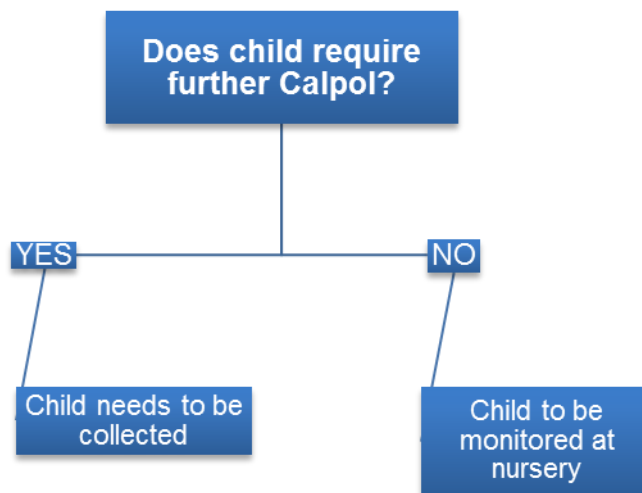 Does child require
further Calpol?
YES
NO
Child needs to be
collected
Child to be
monitored at
nursery